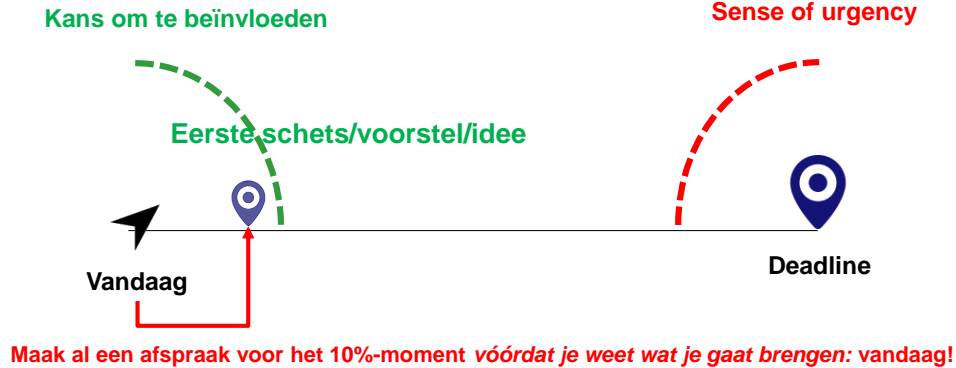 Kans om te beïnvloeden
Sense of urgency
Eerste schets/voorstel/idee
Vandaag
Deadline
Maak al een afspraak voor het 10%-moment vóórdat je weet wat je gaat brengen: vandaag!